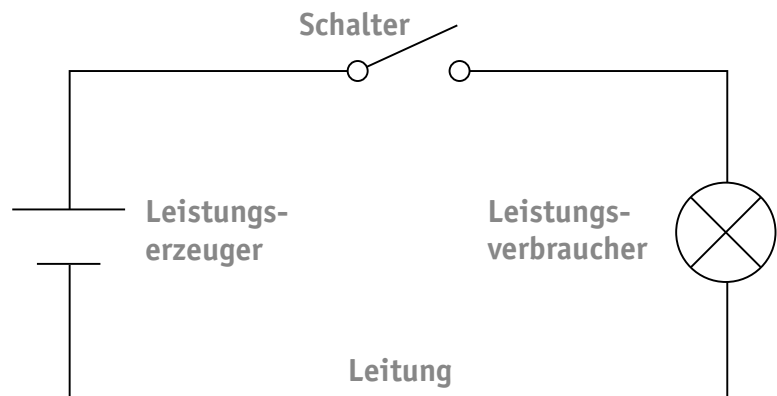 Schalter
Leistungs-
erzeuger
Leistungs-
verbraucher
Leitung